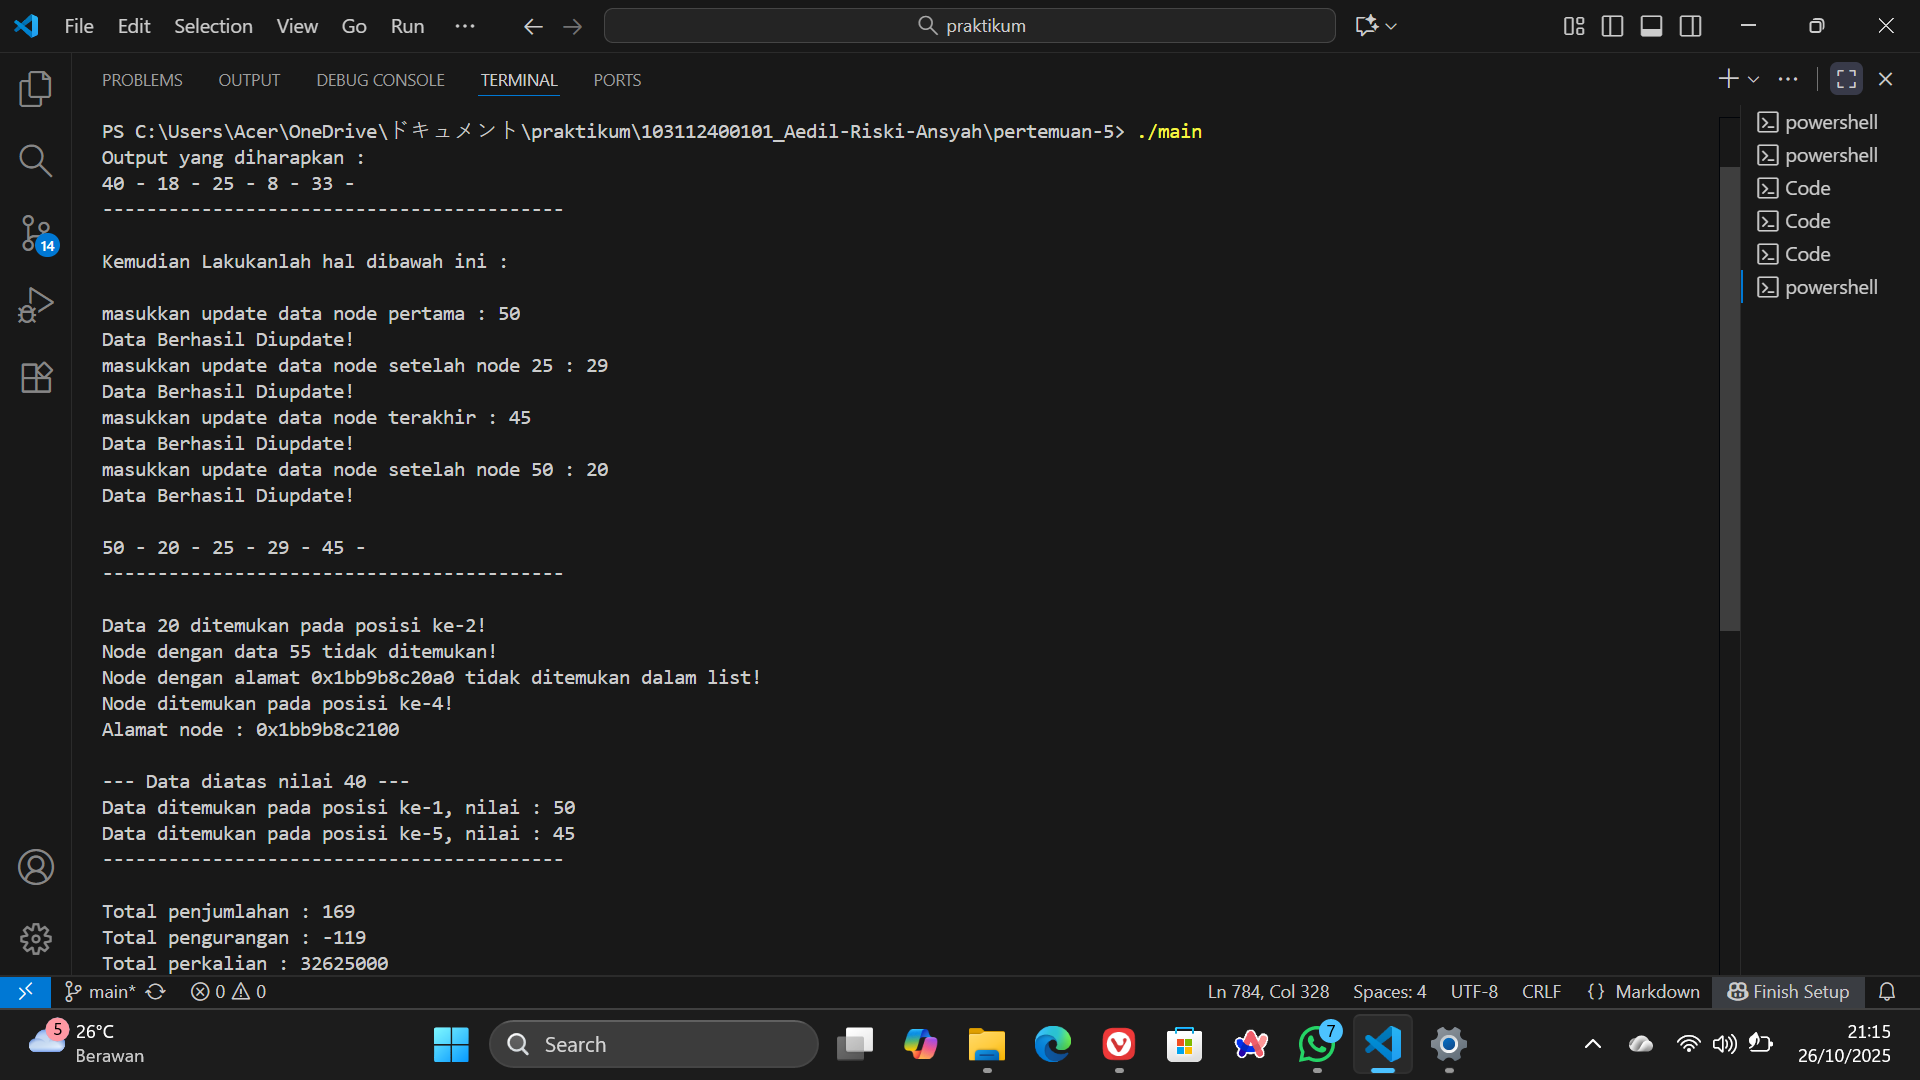 File Edit Selection View Go Run ... praktikum
PROBLEMS OUTPUT DEBUG CONSOLE TERMINAL PORTS
PS C:\Users\Acer\OneDrive\ドキュメント\praktikum\103112400101_Aedil-Riski-Ansyah\pertemuan-5> ./main
Output yang diharapkan :
40 - 18 - 25 - 8 - 33 -
------------------------------------------
Kemudian Lakukanlah hal dibawah ini :
masukkan update data node pertama : 50
Data Berhasil Diupdate!
masukkan update data node setelah node 25 : 29
Data Berhasil Diupdate!
masukkan update data node terakhir : 45
Data Berhasil Diupdate!
masukkan update data node setelah node 50 : 20
Data Berhasil Diupdate!
50 - 20 - 25 - 29 - 45 -
------------------------------------------
Data 20 ditemukan pada posisi ke-2!
Node dengan data 55 tidak ditemukan!
Node dengan alamat 0x1bb9b8c20a0 tidak ditemukan dalam list!
Node ditemukan pada posisi ke-4!
Alamat node : 0x1bb9b8c2100
--- Data diatas nilai 40 ---
Data ditemukan pada posisi ke-1, nilai : 50
Data ditemukan pada posisi ke-5, nilai : 45
------------------------------------------
Total penjumlahan : 169
Total pengurangan : -119
Total perkalian : 32625000
powershell
powershell
Code
Code
Code
powershell
14
main* 0 0 Ln 784, Col 328 Spaces: 4 UTF-8 CRLF {} Markdown Finish Setup
5 26°C
Berawan
Search
7
21:15
26/10/2025